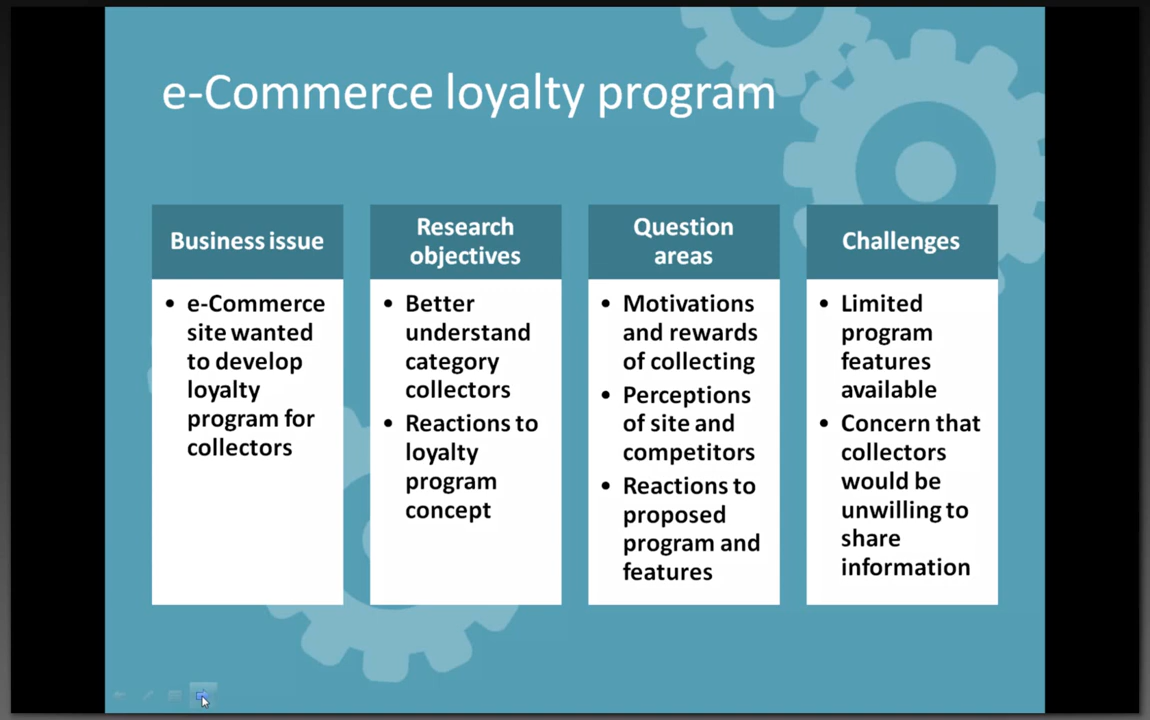 e-Commerce loyalty program
Business issue
• e-Commerce
site wanted
to develop
loyalty
program for
collectors
Research
objectives
• Better
understand
category
collectors
• Reactions to
loyalty
program
concept
Question
areas
• Motivations
and rewards
of collecting
• Perceptions
of site and
competitors
• Reactions to
proposed
program and
features
Challenges
• Limited
program
features
available
• Concern that
collectors
would be
unwilling to
share
information